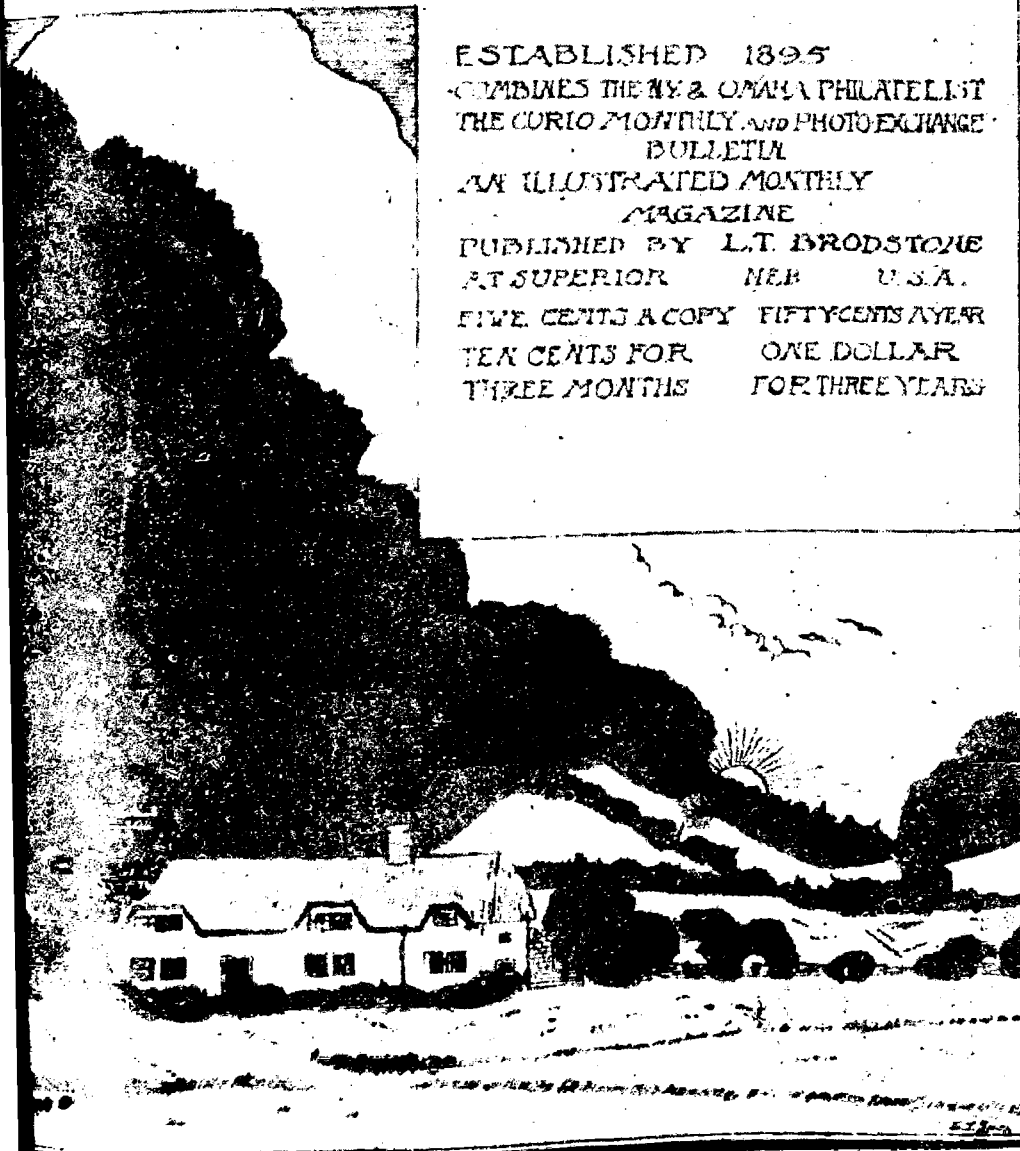 ESTABLISHED 1895
COMBINES THE N.Y. & OMAHA PHILATELIST
THE CURIO MONTHLY AND PHOTO EXCHANGE
BULLETIN
AN ILLUSTRATED MONTHLY
MAGAZINE
PUBLISHED BY L.T. BRODSTONE
AT SUPERIOR NEB U.S.A.
FIVE CENTS A COPY FIFTY CENTS A YEAR
TEN CENTS FOR ONE DOLLAR
THREE MONTHS FOR THREE YEARS